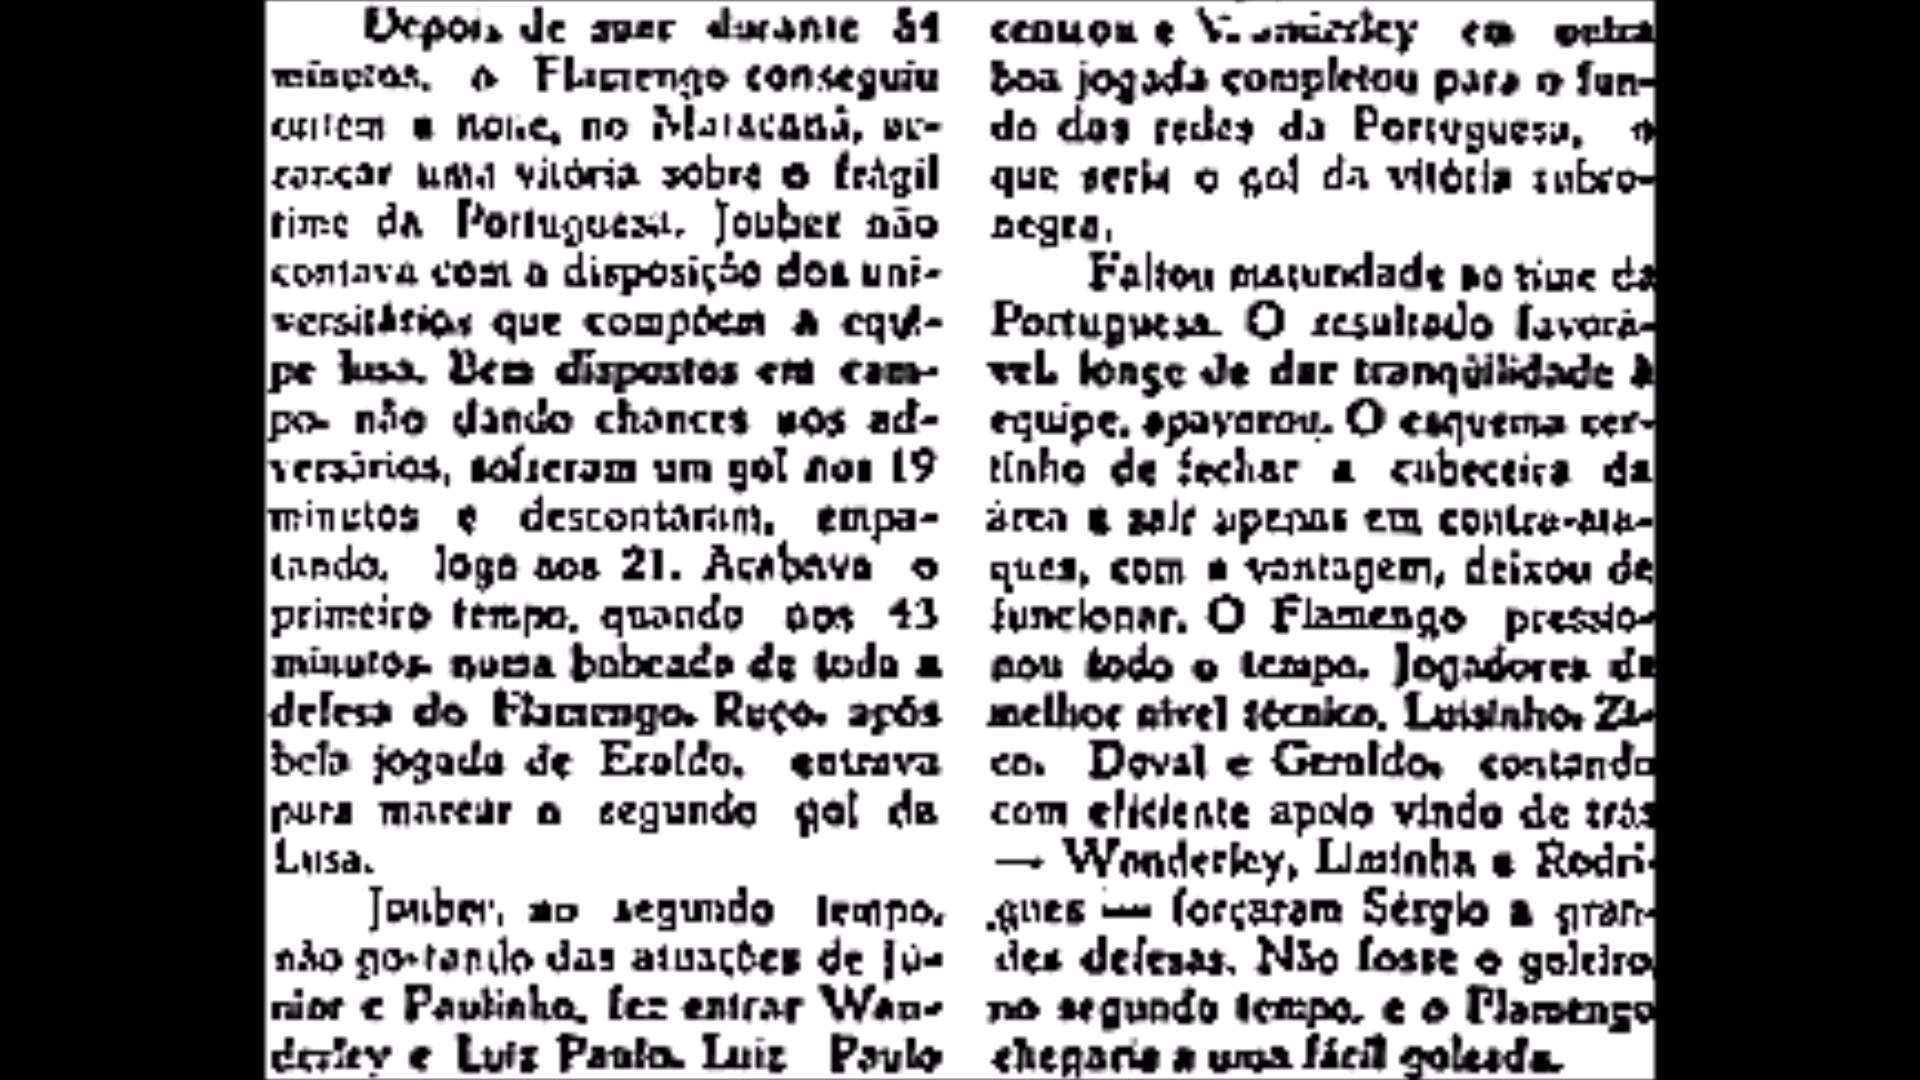 Depois de suar durante 84
minutos, o Flamengo conseguiu
ontem à noite, no Maracanã, ar-
rancar uma vitória sobre o frágil
time da Portuguesa. Jouber não
contava com a disposição dos uni-
versitários que compõem a equi-
pe lusa. Bem dispostos em cam-
po, não dando chances aos ad-
versários, sofreram um gol aos 19
minutos e descontaram, empa-
tando, logo aos 21. Acabava o
primeiro tempo, quando aos 43
minutos, numa bobeada de toda a
defesa do Flamengo, Ruço, após
bela jogada de Eraldo, entrava
para marcar o segundo gol da
Lusa.
Jouber, no segundo tempo,
não gostando das atuações de Jú-
nior e Paulinho, fez entrar Wan-
derley e Luiz Paulo. Luiz Paulo
e Wanderley em outra
boa jogada completou para o fun-
do das redes da Portuguesa, o
que seria o gol da vitória rubro-
negra.
Faltou maturidade ao time da
Portuguesa. O resultado favorá-
vel, longe de dar tranqüilidade à
equipe, apavorou. O esquema cer-
tinho de fechar a cabeceira da
área e sair apenas em contra-ata-
ques, com a vantagem, deixou de
funcionar. O Flamengo pressio-
nou todo o tempo. Jogadores de
melhor nível técnico, Luisinho, Zi-
co, Doval e Geraldo, contando
com eficiente apoio vindo de trás
— Wanderley, Liminha e Rodri-
gues — forçaram Sérgio a gran-
des defesas. Não fosse o goleiro,
no segundo tempo, e o Flamengo
chegaria a uma fácil goleada.